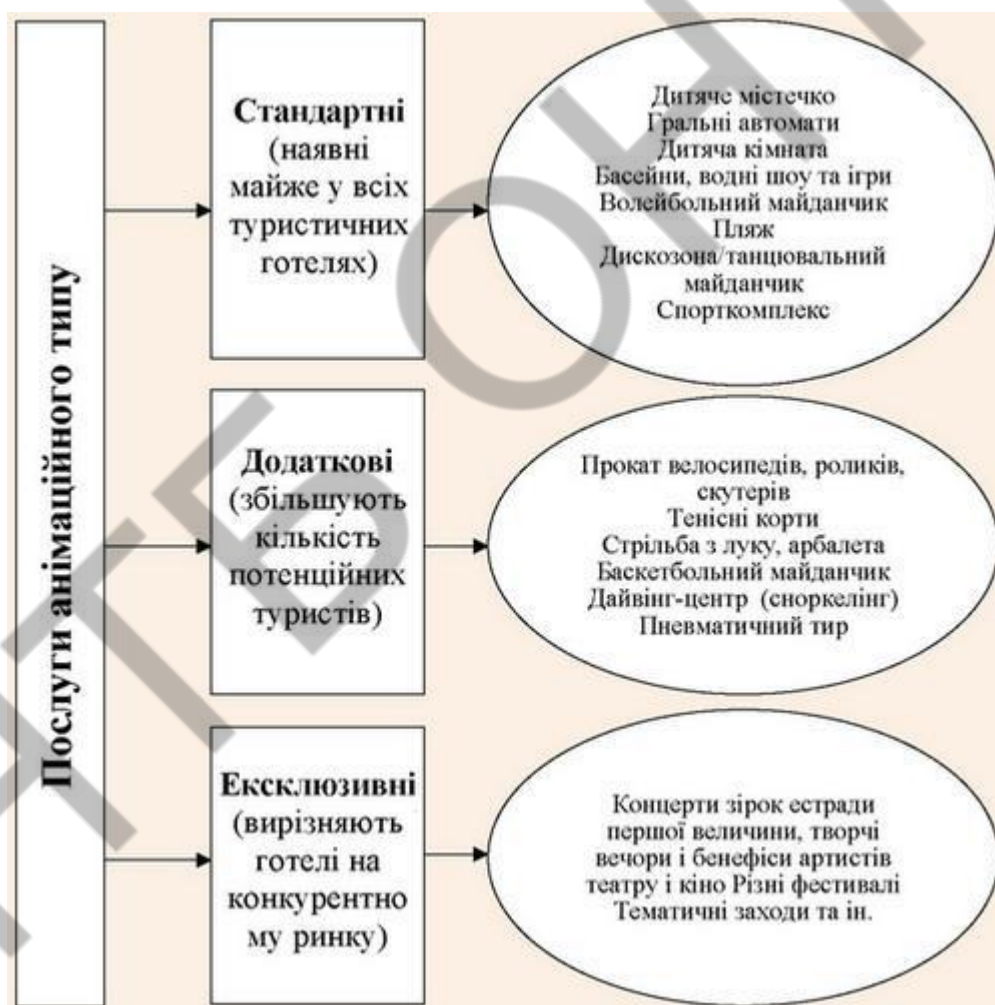 Послуги анімаційного типу
Стандартні
(наявні
майже у всіх
туристичних
готелях)
Дитяче містечко
Гральні автомати
Дитяча кімната
Басейни, водні шоу та ігри
Волейбольний майданчик
Пляж
Дискозона/танцювальний
майданчик
Спорткомплекс
Додаткові
(збільшують
кількість
потенційних
туристів)
Прокат велосипедів, роликів,
скутерів
Тенісні корти
Стрільба з луку, арбалета
Баскетбольний майданчик
Дайвінг-центр (сноркелінг)
Пневматичний тир
Ексклюзивні
(вирізняють
готелі на
конкурентно
му ринку)
Концерти зірок естради
першої величини, творчі
вечори і бенефіси артистів
театру і кіно Різні фестивалі
Тематичні заходи та ін.